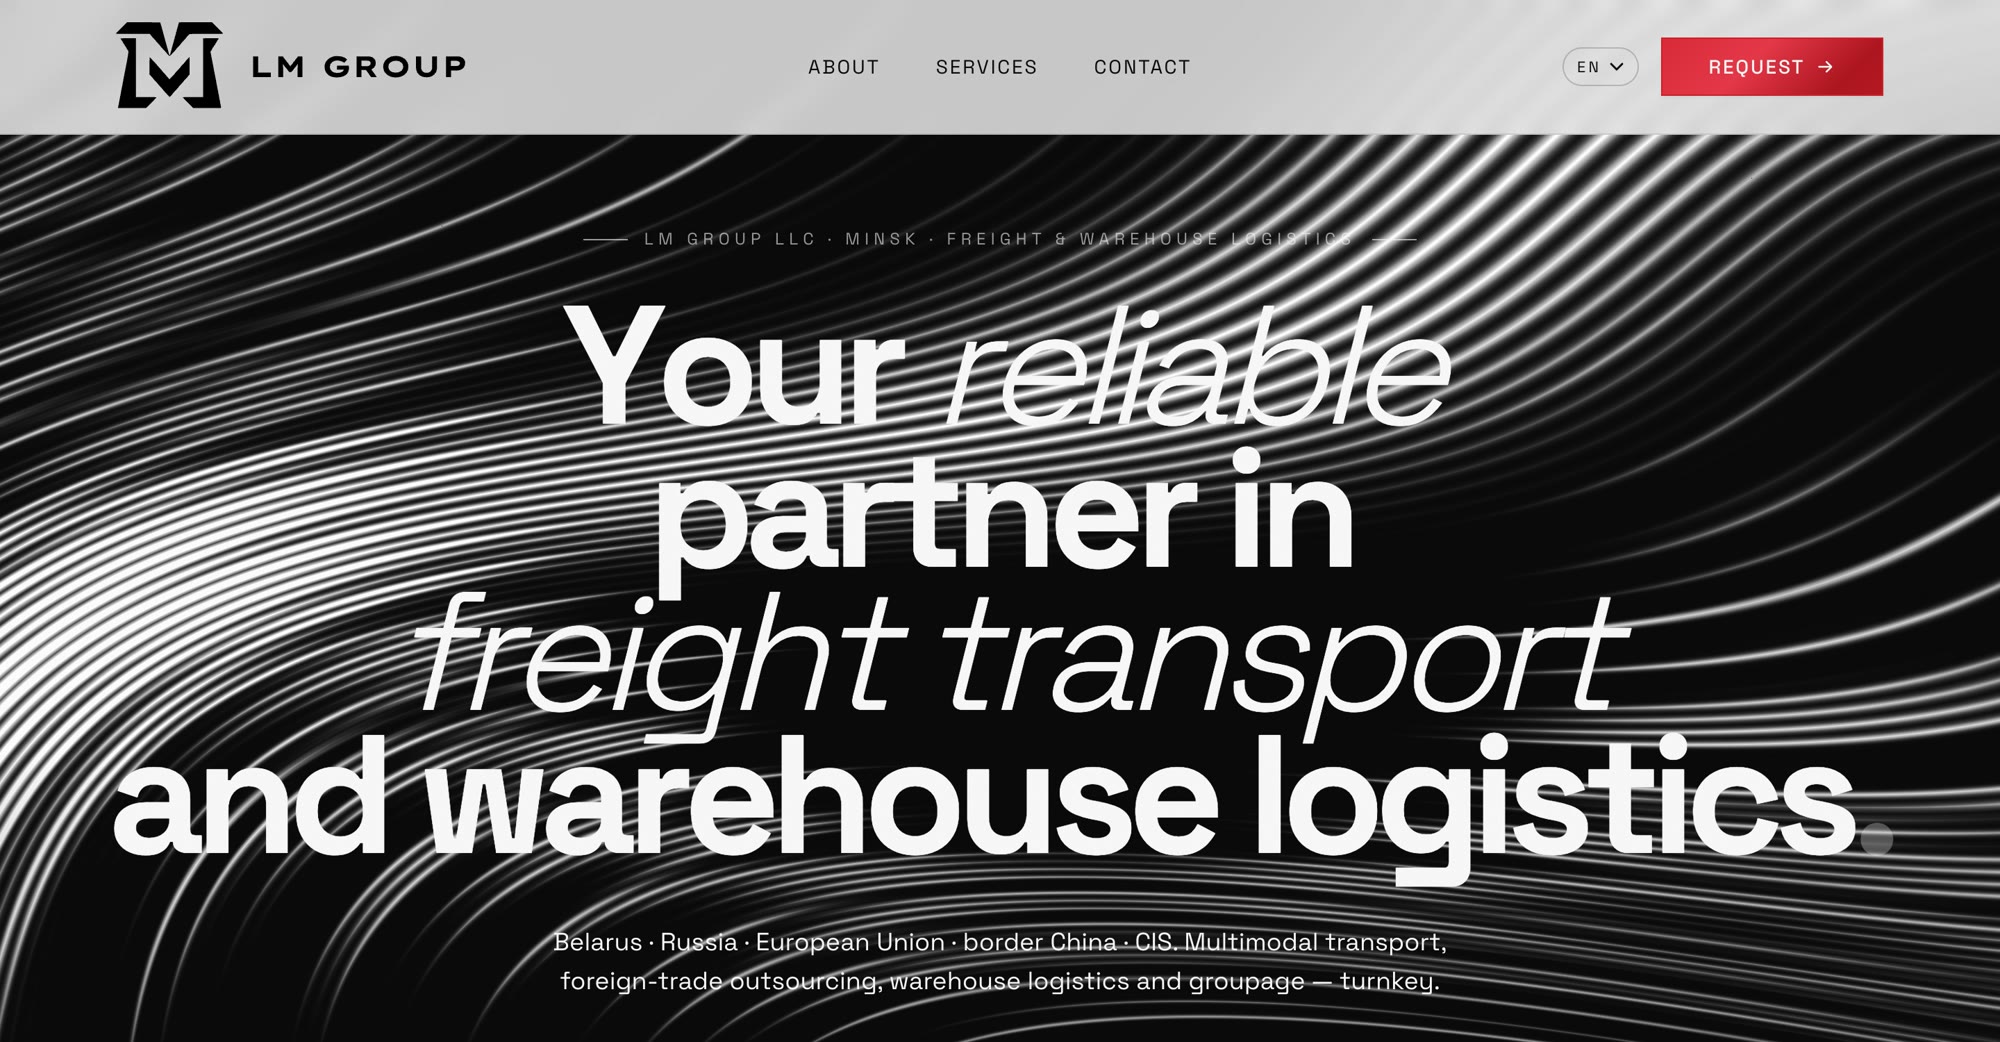 LM GROUP
ABOUT
SERVICES
CONTACT
EN
REQUEST →
LM GROUP LLC · MINSK · FREIGHT & WAREHOUSE LOGISTICS
Your reliable
partner in
freight transport
and warehouse logistics.
Belarus · Russia · European Union · border China · CIS. Multimodal transport,
foreign-trade outsourcing, warehouse logistics and groupage — turnkey.